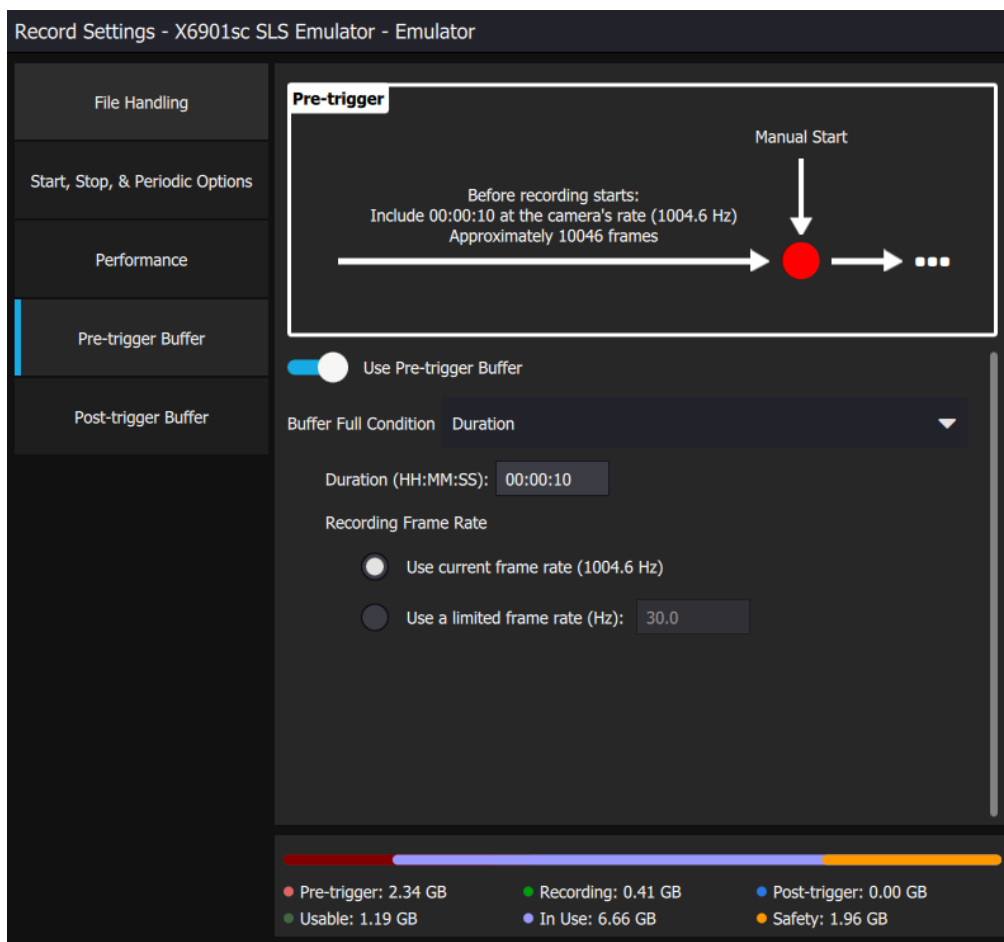 Record Settings - X6901sc SLS Emulator - Emulator
File Handling
Start, Stop, & Periodic Options
Performance
Pre-trigger Buffer
Post-trigger Buffer
Pre-trigger
Manual Start
Before recording starts:
Include 00:00:10 at the camera's rate (1004.6 Hz)
Approximately 10046 frames
Use Pre-trigger Buffer
Buffer Full Condition Duration
Duration (HH:MM:SS): 00:00:10
Recording Frame Rate
Use current frame rate (1004.6 Hz)
Use a limited frame rate (Hz): 30.0
Pre-trigger: 2.34 GB Recording: 0.41 GB Post-trigger: 0.00 GB
Usable: 1.19 GB In Use: 6.66 GB Safety: 1.96 GB